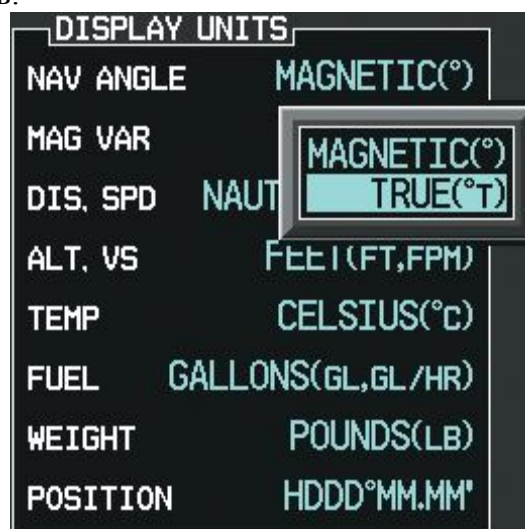 S.
DISPLAY UNITS
NAV ANGLE MAGNETIC(°)
MAG VAR
MAGNETIC(°)
TRUE(°T)
DIS, SPD NAUT
ALT, VS FEET(FT,FPM)
TEMP CELSIUS(°C)
FUEL GALLONS(GL,GL/HR)
WEIGHT POUNDS(LB)
POSITION HDDD°MM.MM'